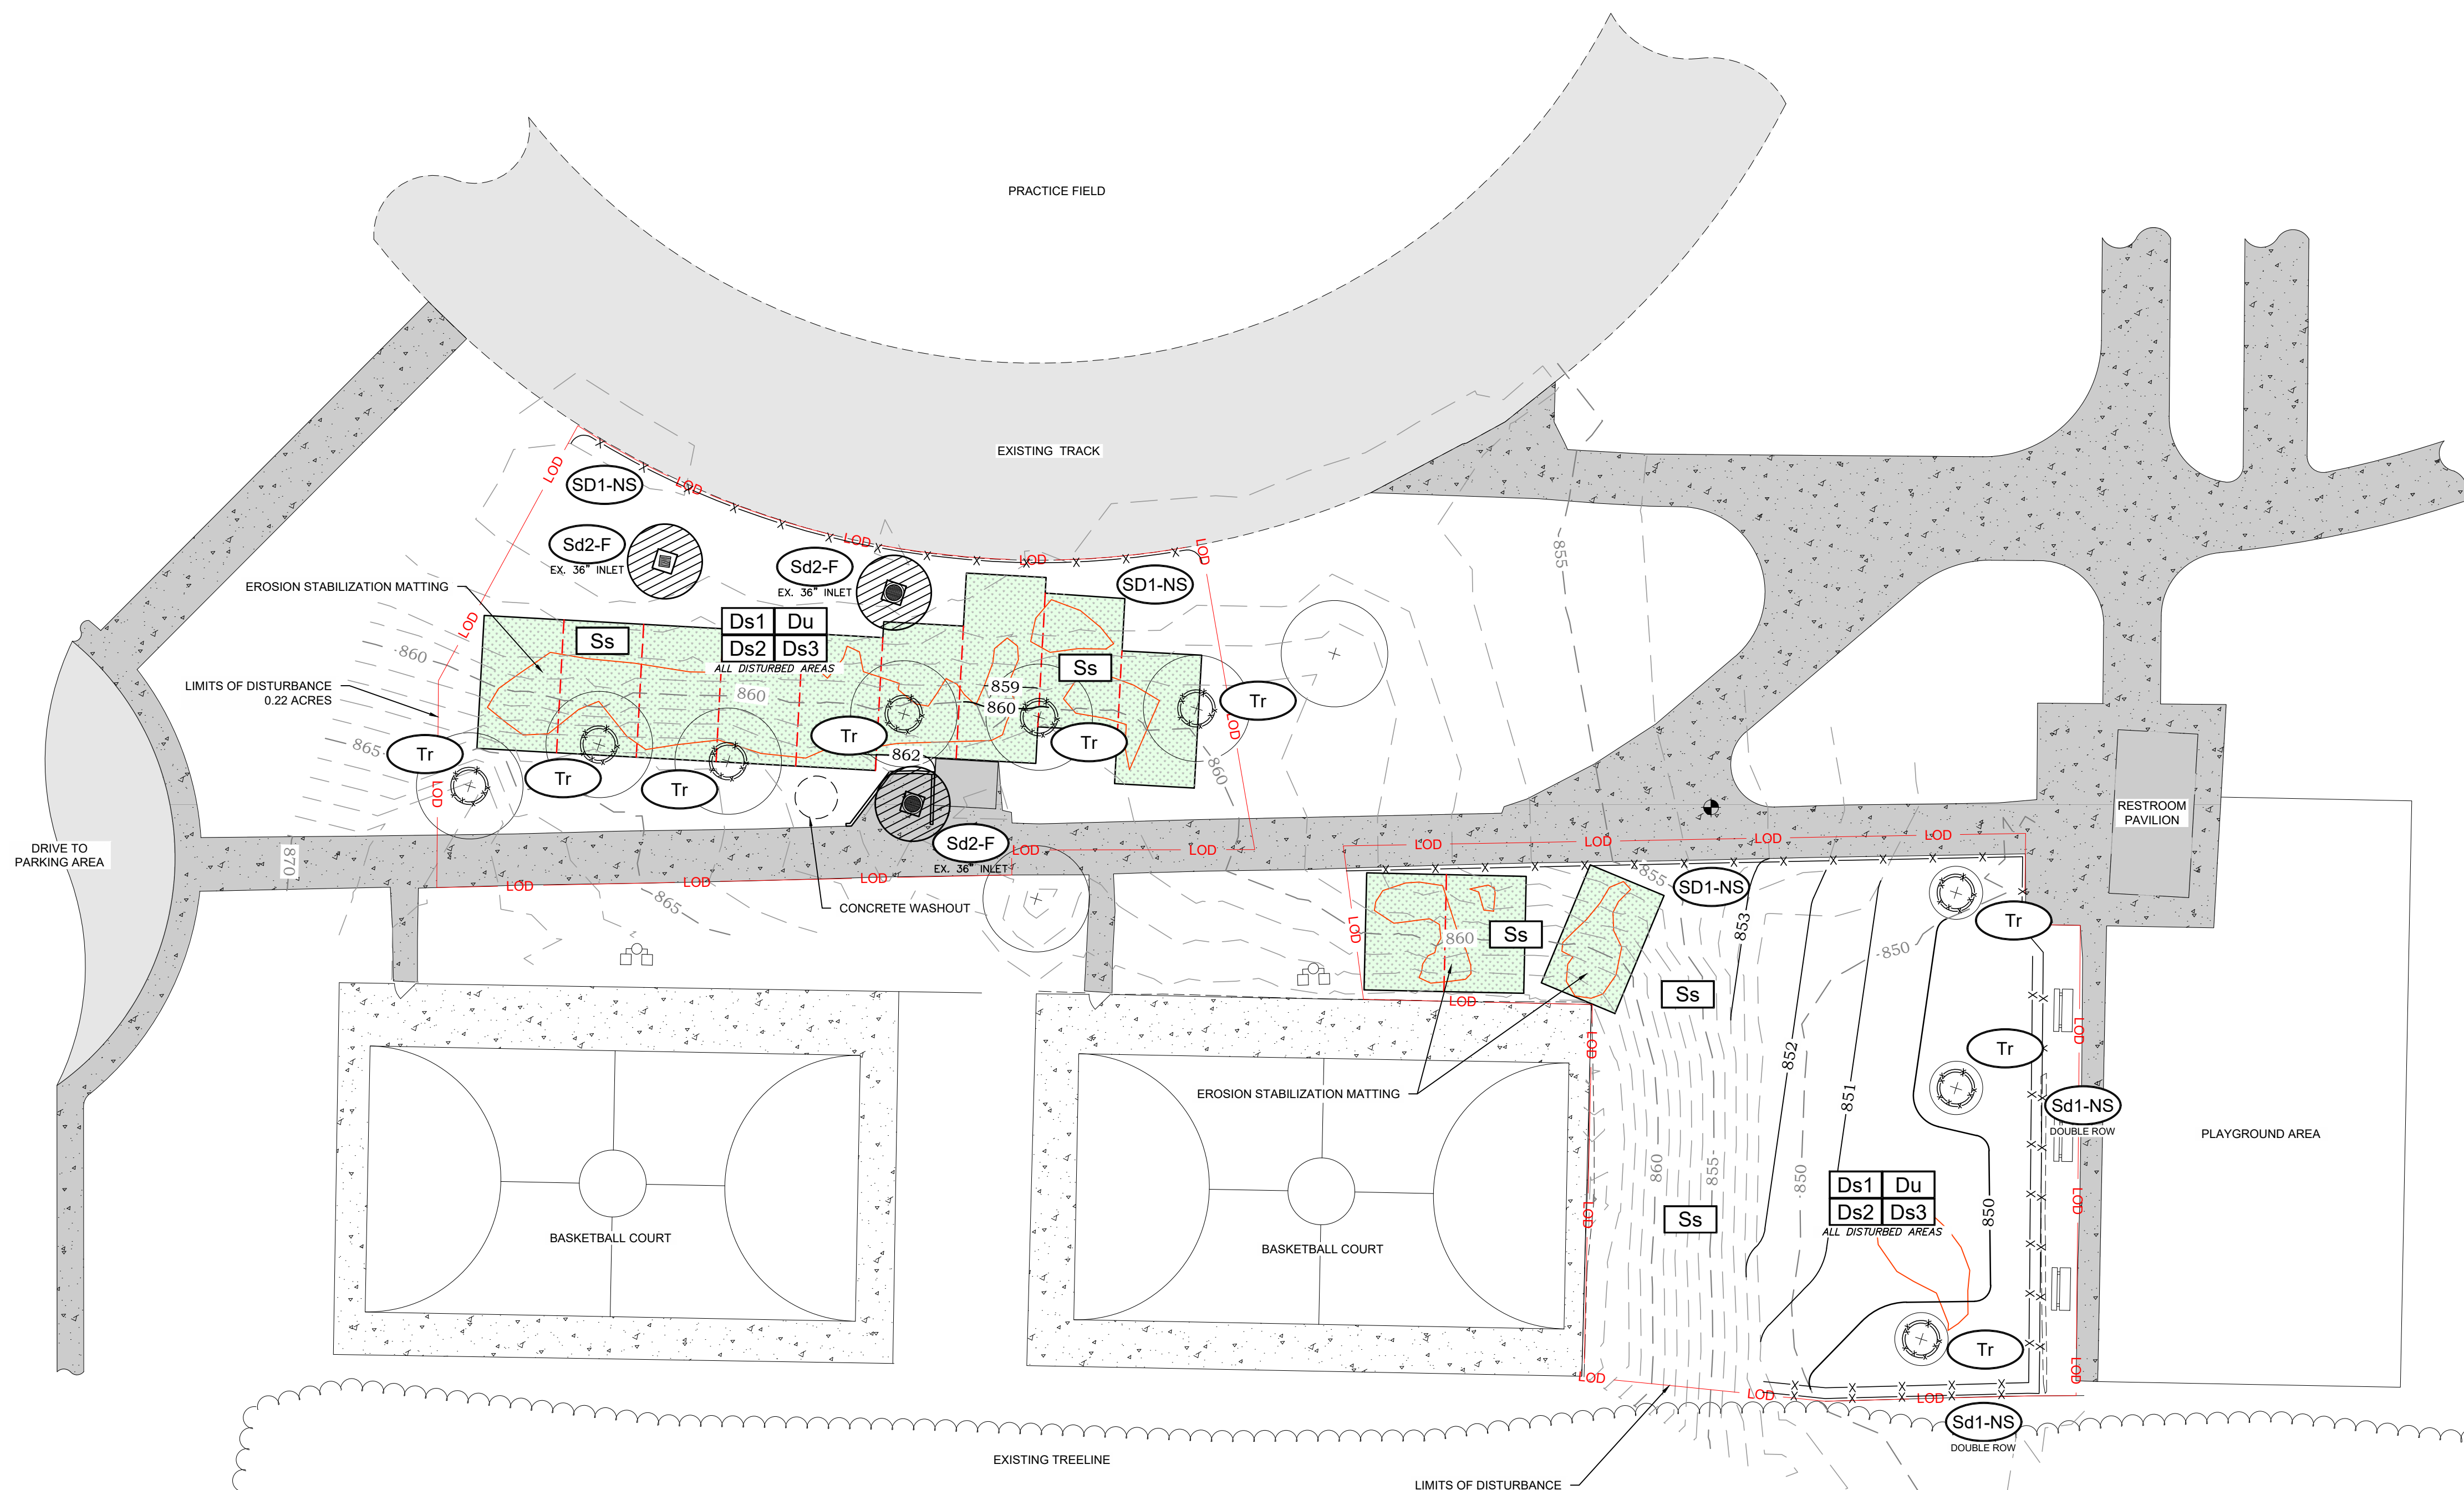 PRACTICE FIELD
EXISTING TRACK
LOD
LOD
SD1-NS
LOD
LOD
LOD
Sd2-F
EX. 36" INLET
Sd2-F
EX. 36" INLET
SD1-NS
855
EROSION STABILIZATION MATTING
LOD
Ss
Ds1
Du
Ds2
Ds3
ALL DISTURBED AREAS
860
Ss
LIMITS OF DISTURBANCE
0.22 ACRES
860
859
860
Tr
LOD
865
Tr
Tr
Tr
Tr
Tr
862
860
LOD
RESTROOM
PAVILION
DRIVE TO
PARKING AREA
870
Sd2-F
EX. 36" INLET
LOD
LOD
LOD
LOD
LOD
LOD
LOD
LOD
LOD
865
CONCRETE WASHOUT
855
SD1-NS
LOD
853
Tr
860
Ss
850
Ss
LOD
LOD
LOD
852
Tr
EROSION STABILIZATION MATTING
851
Sd1-NS
DOUBLE ROW
PLAYGROUND AREA
860
855
850
Ds1
Du
Ds2
Ds3
ALL DISTURBED AREAS
850
LOD
LOD
Ss
BASKETBALL COURT
BASKETBALL COURT
Tr
LOD
LOD
LOD
LOD
Sd1-NS
DOUBLE ROW
EXISTING TREELINE
LIMITS OF DISTURBANCE